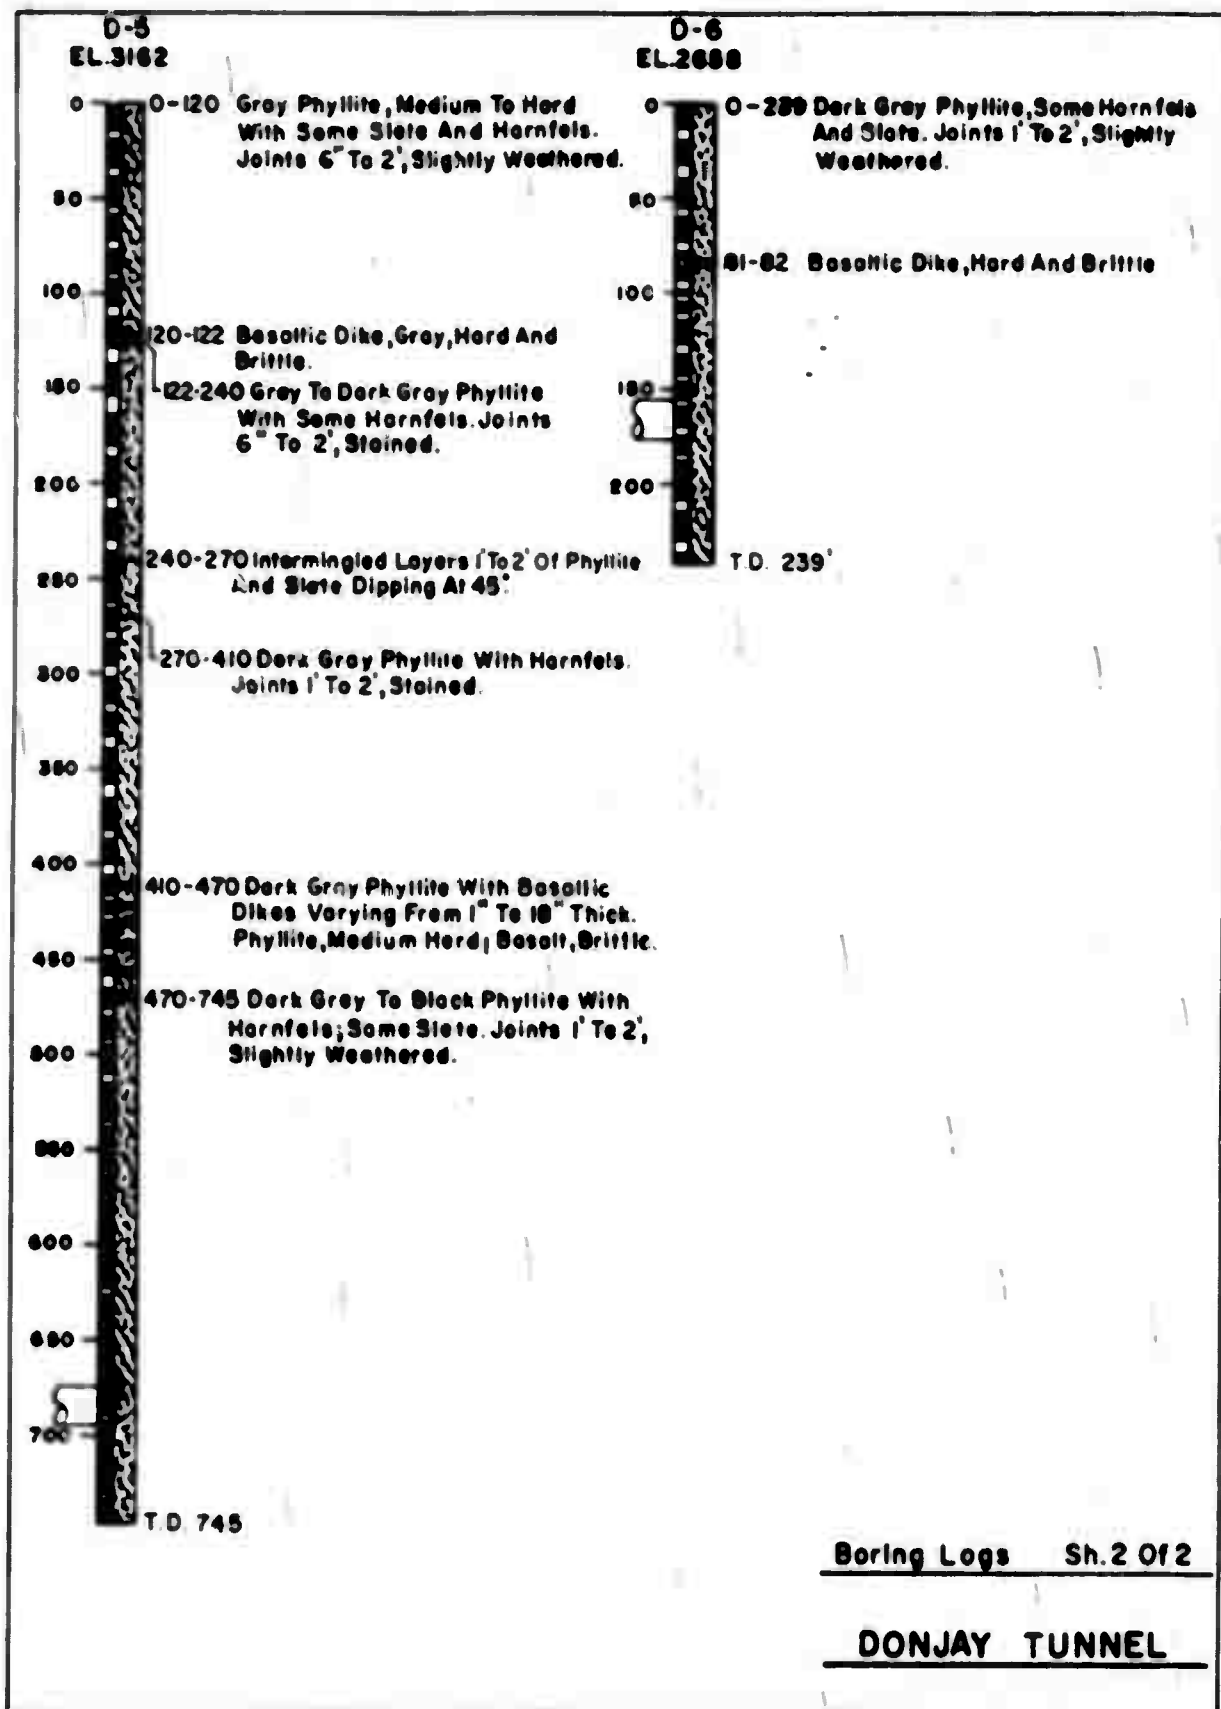 D-5
EL.3162
0
0-120 Gray Phyllite, Medium To Hard
With Some Slate And Hornfels.
Joints 6" To 2', Slightly Weathered.
50
100
120-122 Basaltic Dike, Gray, Hard And
Brittle.
150
122-240 Grey To Dark Gray Phyllite
With Some Hornfels. Joints
6" To 2', Stained.
200
240-270 Intermingled Layers 1' To 2' Of Phyllite
And Slate Dipping At 45°.
250
270-410 Dark Gray Phyllite With Hornfels.
Joints 1' To 2', Stained.
300
350
400
410-470 Dark Gray Phyllite With Basaltic
Dikes Varying From 1" To 18" Thick.
Phyllite, Medium Hard; Basalt, Brittle.
450
470-745 Dark Grey To Black Phyllite With
Hornfels; Some Slate. Joints 1' To 2',
Slightly Weathered.
500
550
600
650
700
T.D. 745
D-6
EL.2688
0
0-239 Dark Gray Phyllite, Some Hornfels
And Slate. Joints 1' To 2', Slightly
Weathered.
50
81-82 Basaltic Dike, Hard And Brittle
100
150
200
T.D. 239'
Boring Logs Sh. 2 Of 2
DONJAY TUNNEL